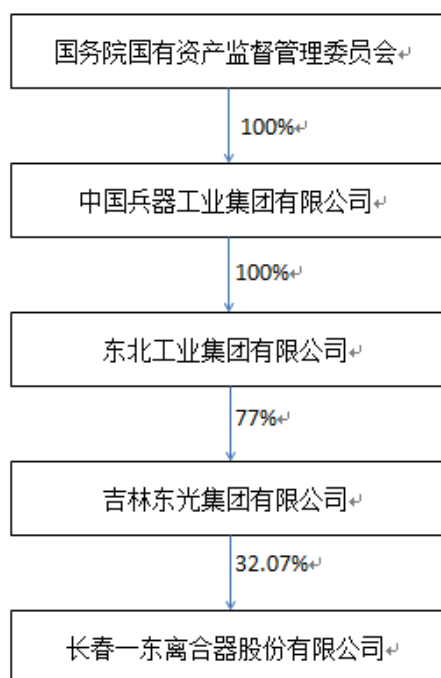 国务院国有资产监督管理委员会
100%
中国兵器工业集团有限公司
100%
东北工业集团有限公司
77%
吉林东光集团有限公司
32.07%
长春一东离合器股份有限公司